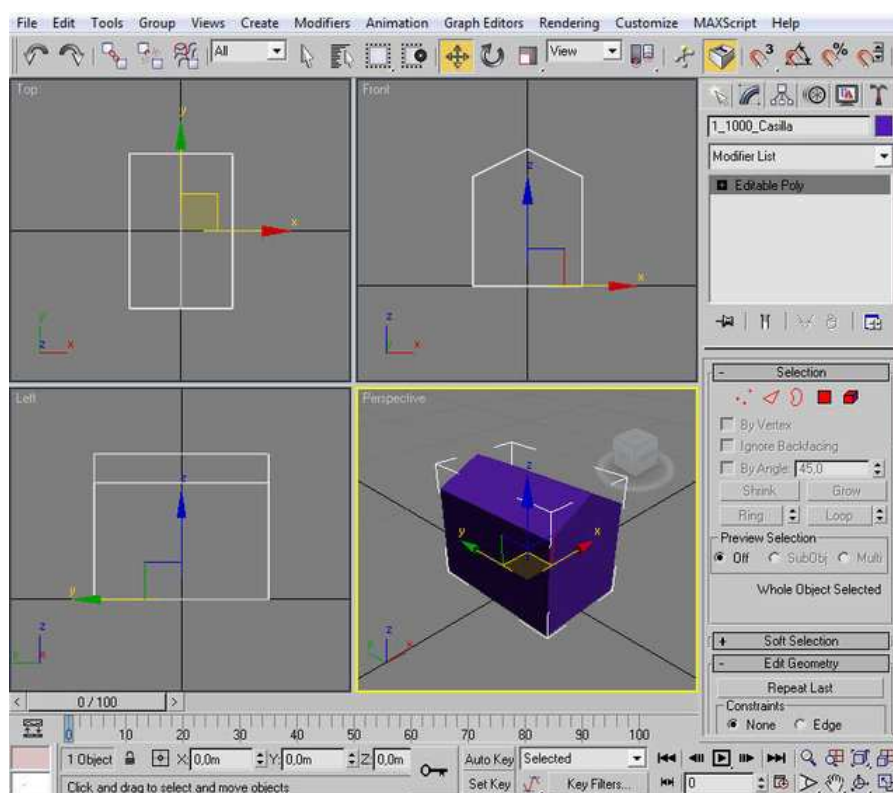 File Edit Tools Group Views Create Modifiers Animation Graph Editors Rendering Customize MAXScript Help
All View 3 %
Top
Front
1_1000_Casilla
Modifier List
Editable Poly
y
x
z
x
y
z x
z
x
Left
Perspective
z
y
z
z
y x
z
Selection
By Vertex
Ignore Backfacing
By Angle: 45,0
Shrink Grow
Ring Loop
Preview Selection
Off SubObj Multi
Whole Object Selected
Soft Selection
Edit Geometry
Repeat Last
Constraints
None Edge
0 / 100
0 10 20 30 40 50 60 70 80 90 100
1 Object X: 0,0m Y: 0,0m Z: 0,0m Auto Key Selected
Click and drag to select and move objects Set Key Key Filters... 0